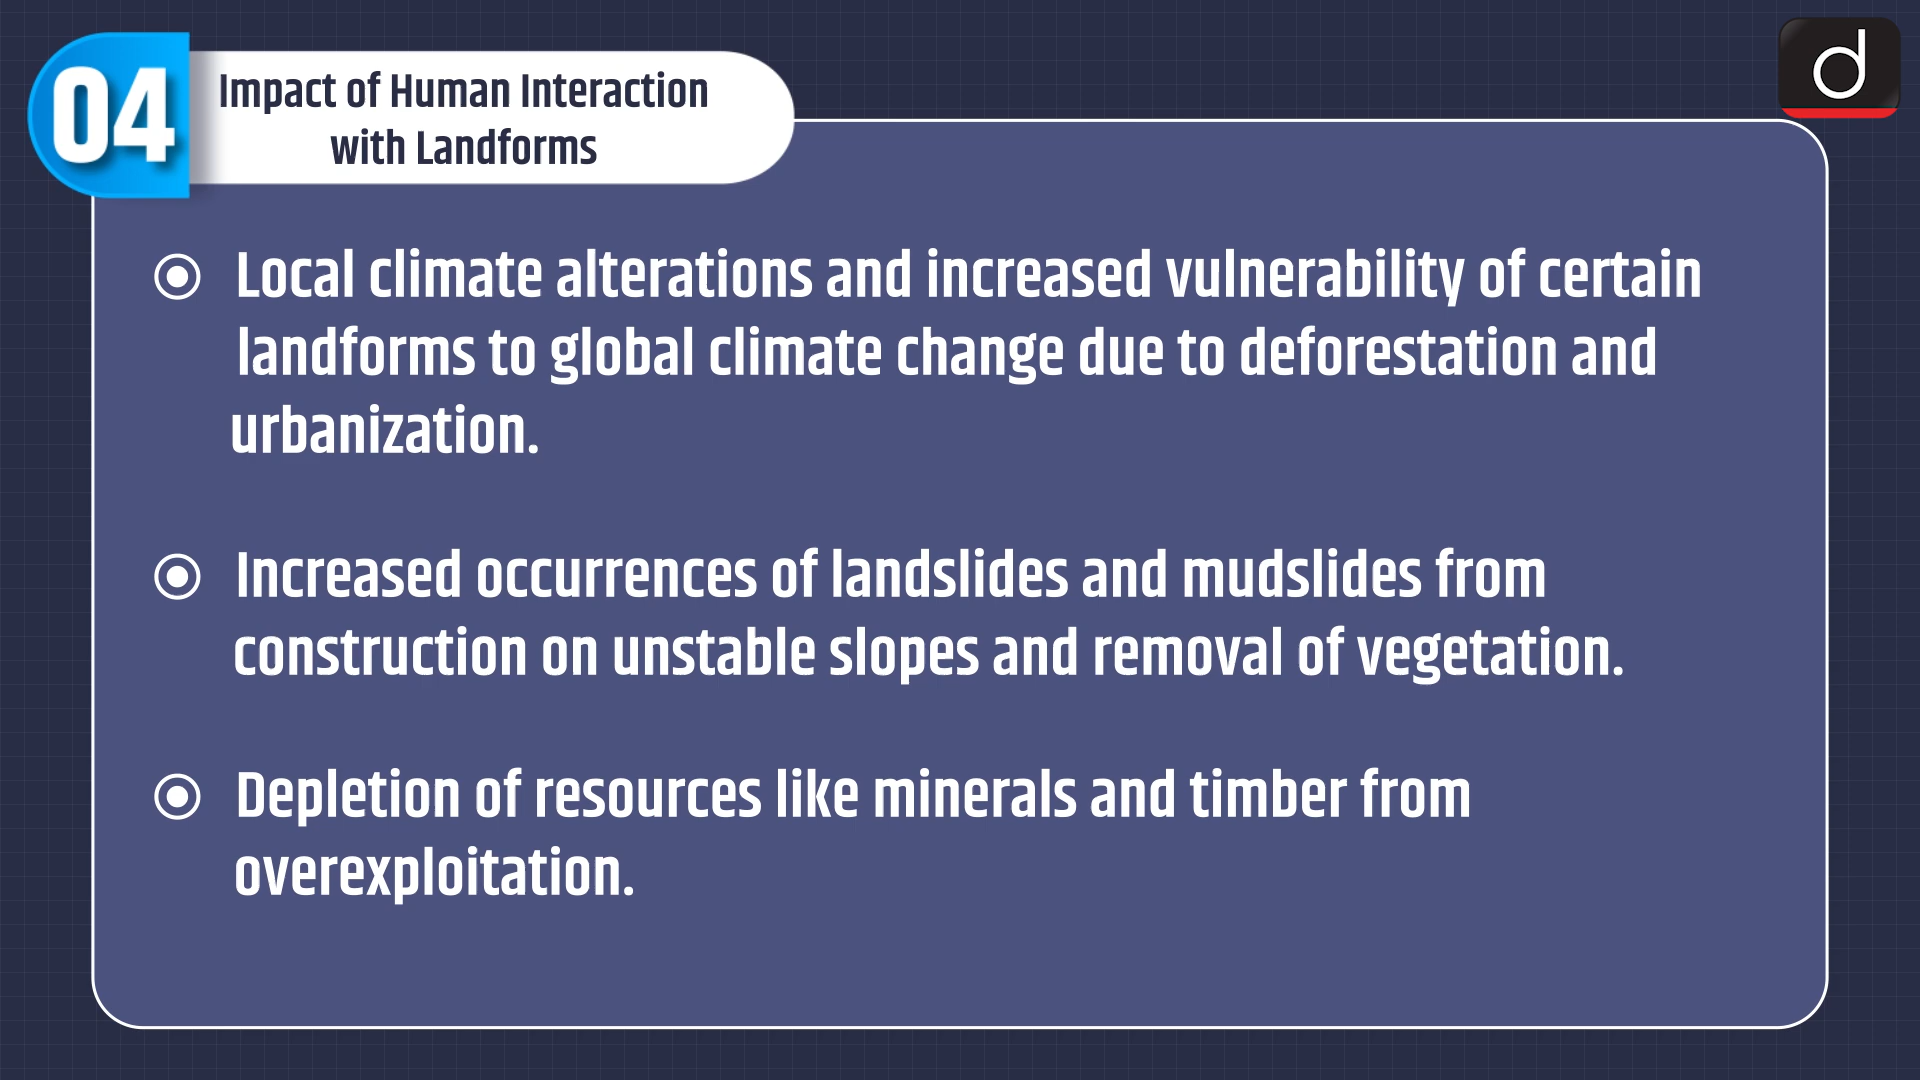 04
Impact of Human Interaction
with Landforms
d
Local climate alterations and increased vulnerability of certain
landforms to global climate change due to deforestation and
urbanization.
Increased occurrences of landslides and mudslides from
construction on unstable slopes and removal of vegetation.
Depletion of resources like minerals and timber from
overexploitation.